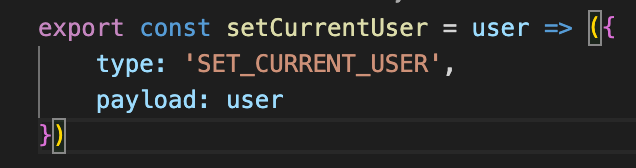 export const setCurrentUser = user => ({
    type: 'SET_CURRENT_USER',
    payload: user
})